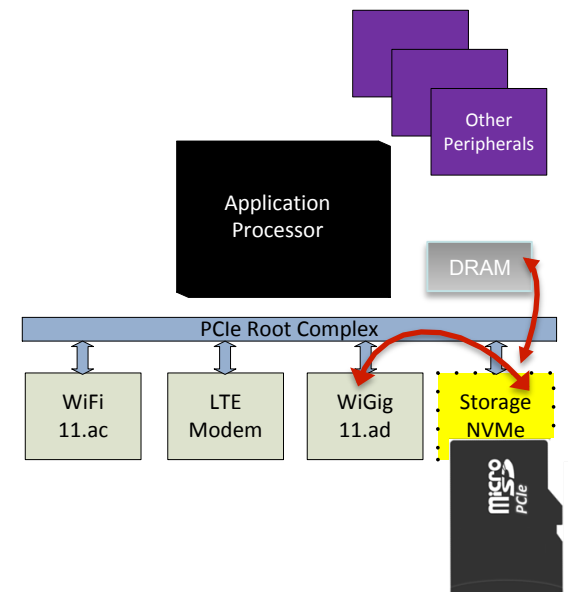 Other
Peripherals
Application
Processor
DRAM
PCIe Root Complex
WiFi
11.ac
LTE
Modem
WiGig
11.ad
Storage
NVMe
micro
SD
PCIe